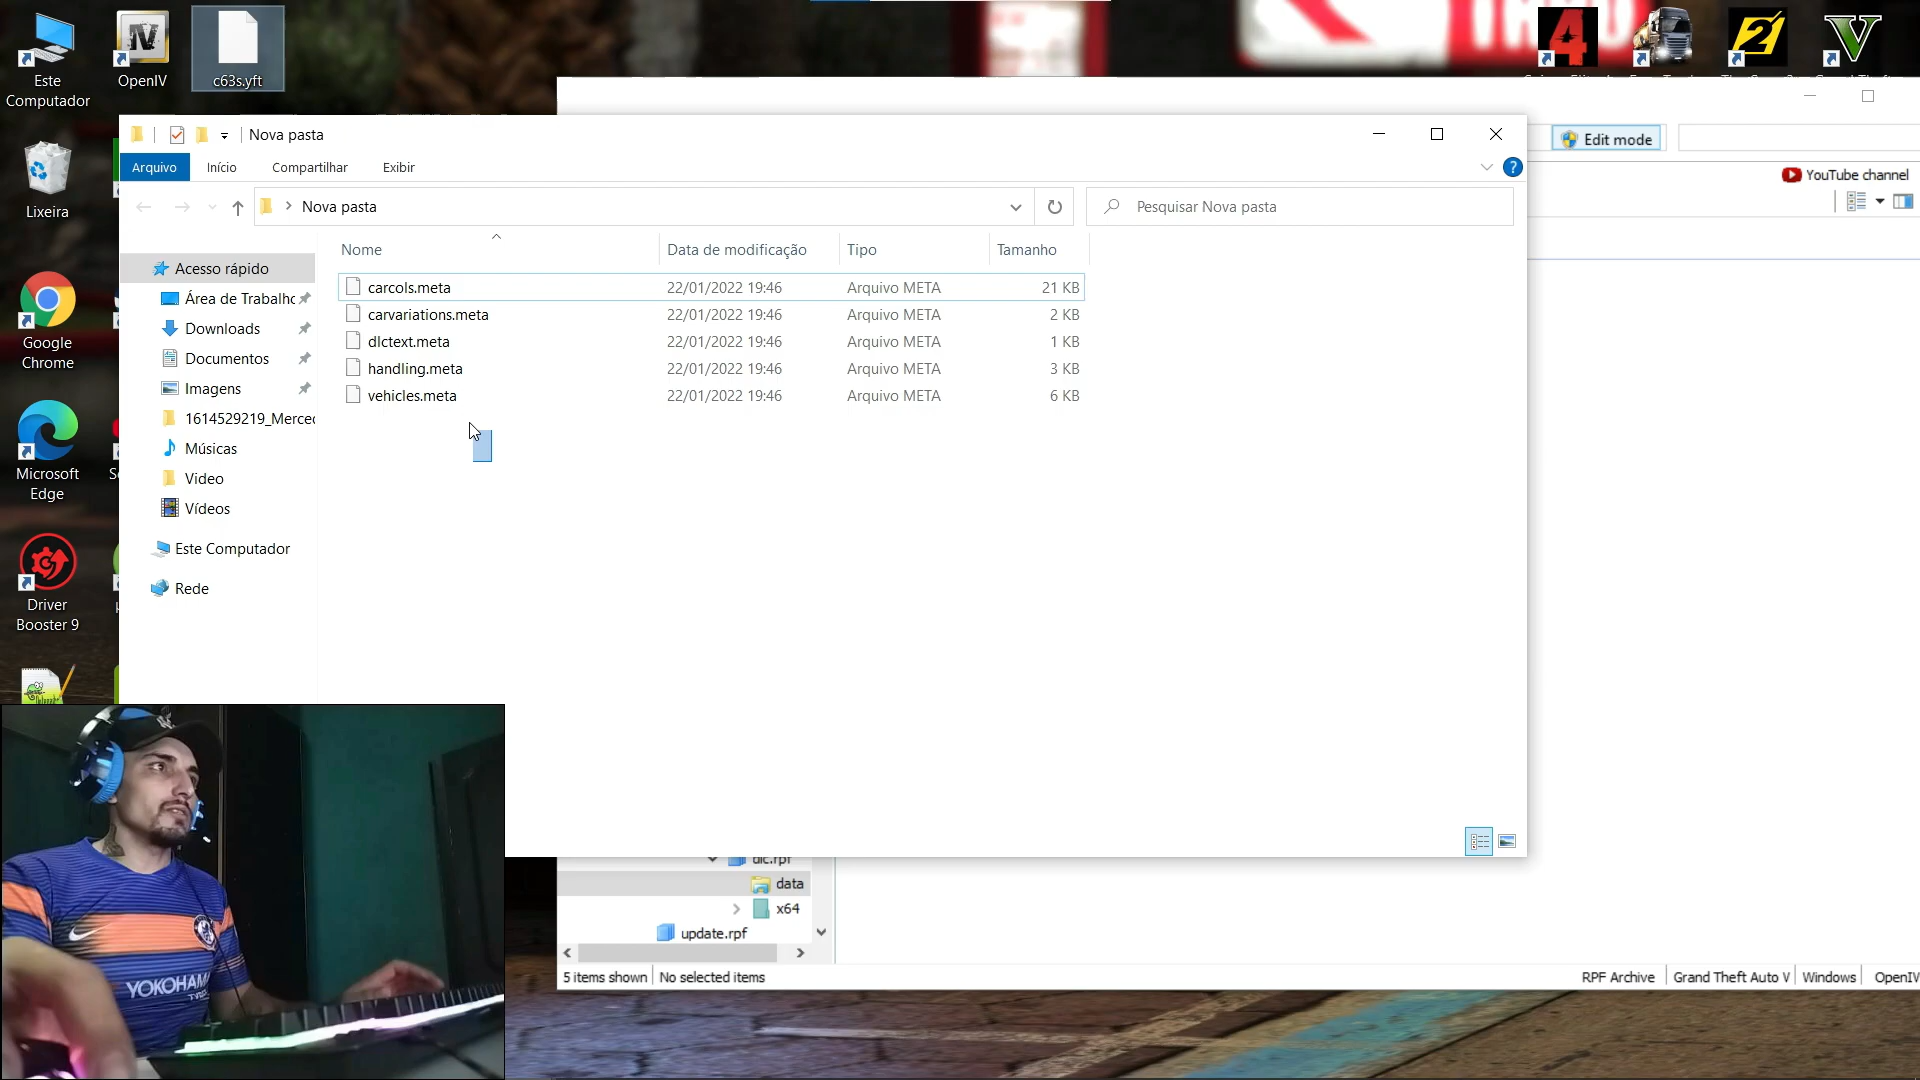 Este
Computador
OpenIV
c63s.yft
Lixeira
Google
Chrome
Microsoft
Edge
Driver
Booster 9
Nova pasta
Arquivo Início Compartilhar Exibir
Nova pasta
Pesquisar Nova pasta
Nome Data de modificação Tipo Tamanho
carcols.meta 22/01/2022 19:46 Arquivo META 21 KB
carvariations.meta 22/01/2022 19:46 Arquivo META 2 KB
dlctext.meta 22/01/2022 19:46 Arquivo META 1 KB
handling.meta 22/01/2022 19:46 Arquivo META 3 KB
vehicles.meta 22/01/2022 19:46 Arquivo META 6 KB
Acesso rápido
Área de Trabalho
Downloads
Documentos
Imagens
1614529219_Merced
Músicas
Video
Vídeos
Este Computador
Rede
Edit mode
YouTube channel
dlc.rpf
data
x64
update.rpf
5 items shown No selected items
RPF Archive Grand Theft Auto V Windows OpenIV
YOKOHAMA